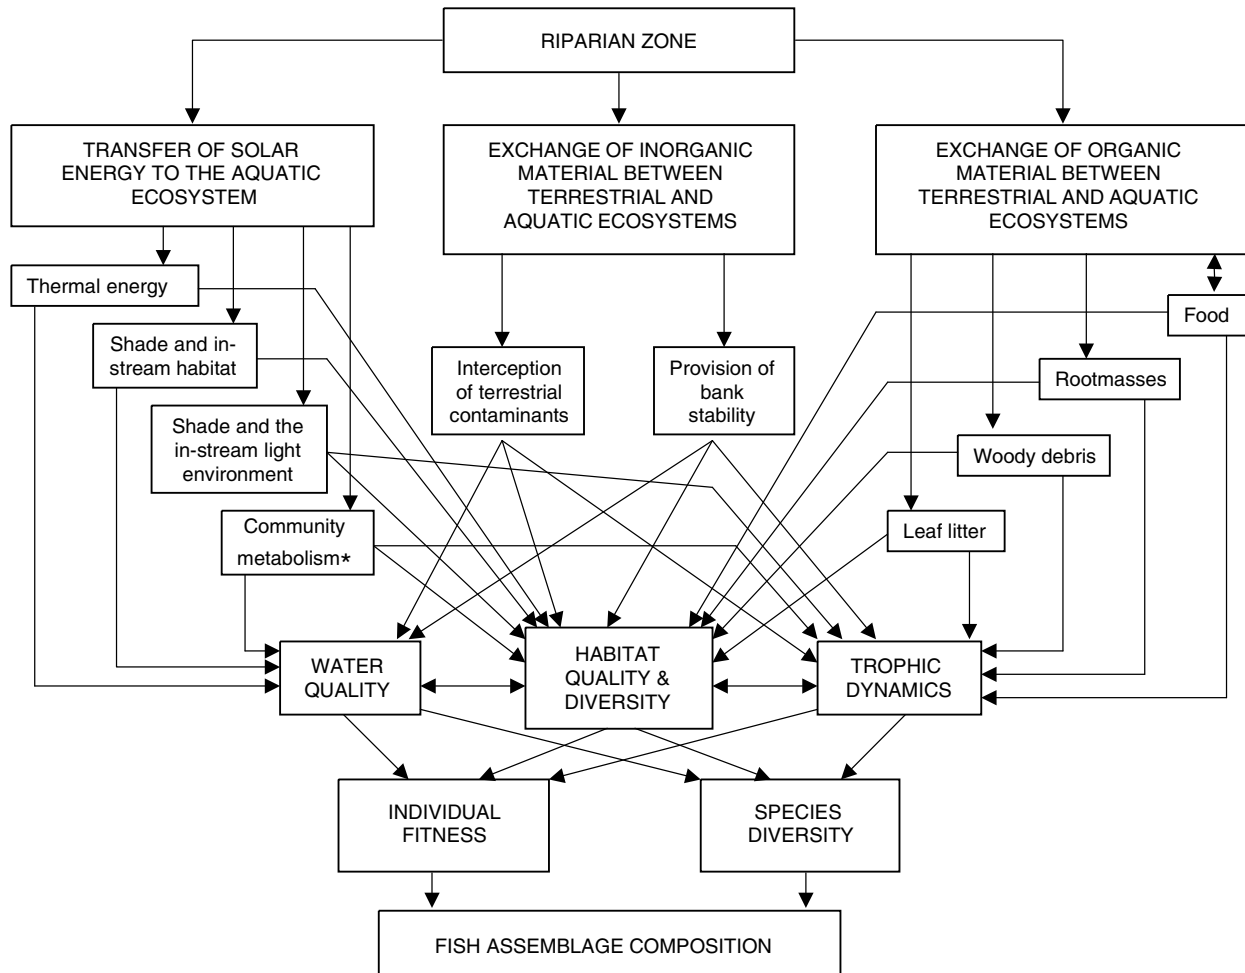 RIPARIAN ZONE
TRANSFER OF SOLAR
ENERGY TO THE AQUATIC
ECOSYSTEM
EXCHANGE OF INORGANIC
MATERIAL BETWEEN
TERRESTRIAL AND
AQUATIC ECOSYSTEMS
EXCHANGE OF ORGANIC
MATERIAL BETWEEN
TERRESTRIAL AND AQUATIC
ECOSYSTEMS
Thermal energy
Shade and in-
stream habitat
Shade and the
in-stream light
environment
Community
metabolism*
Interception
of terrestrial
contaminants
Provision of
bank
stability
Food
Rootmasses
Woody debris
Leaf litter
WATER
QUALITY
HABITAT
QUALITY &
DIVERSITY
TROPHIC
DYNAMICS
INDIVIDUAL
FITNESS
SPECIES
DIVERSITY
FISH ASSEMBLAGE COMPOSITION